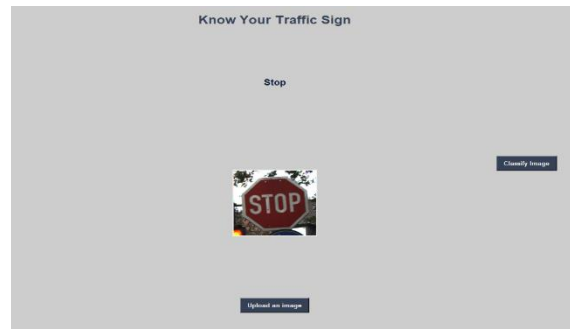 Know Your Traffic Sign
Stop
Classify Image
STOP
Upload an image